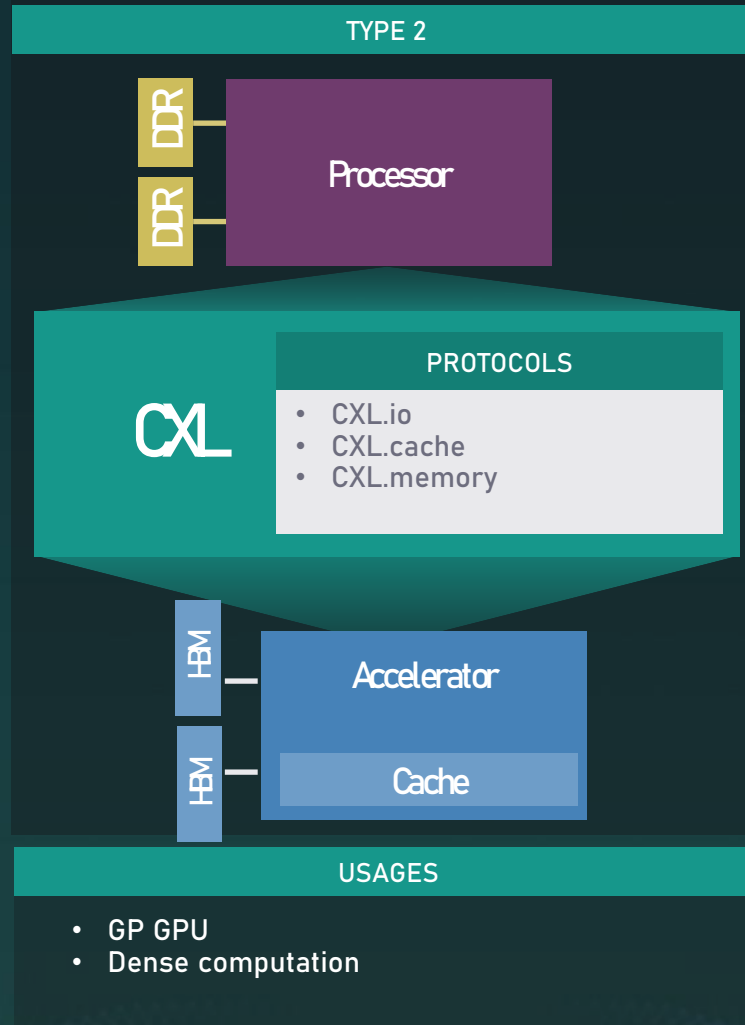 TYPE 2
DDR
DDR
Processor
CXL
PROTOCOLS
• CXL.io
• CXL.cache
• CXL.memory
HBM
HBM
Accelerator
Cache
USAGES
• GP GPU
• Dense computation